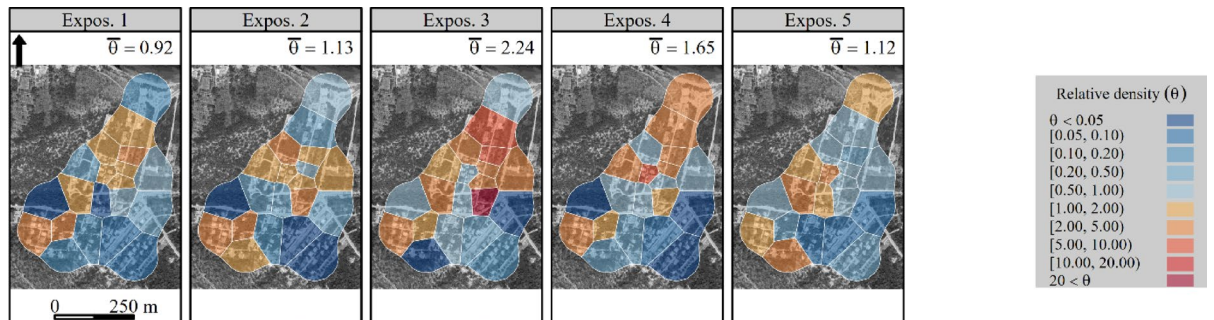 Expos. 1
Expos. 2
Expos. 3
Expos. 4
Expos. 5
θ = 0.92
θ = 1.13
θ = 2.24
θ = 1.65
θ = 1.12
0 250 m
Relative density (θ)
θ < 0.05
[0.05, 0.10)
[0.10, 0.20)
[0.20, 0.50)
[0.50, 1.00)
[1.00, 2.00)
[2.00, 5.00)
[5.00, 10.00)
[10.00, 20.00)
20 < θ